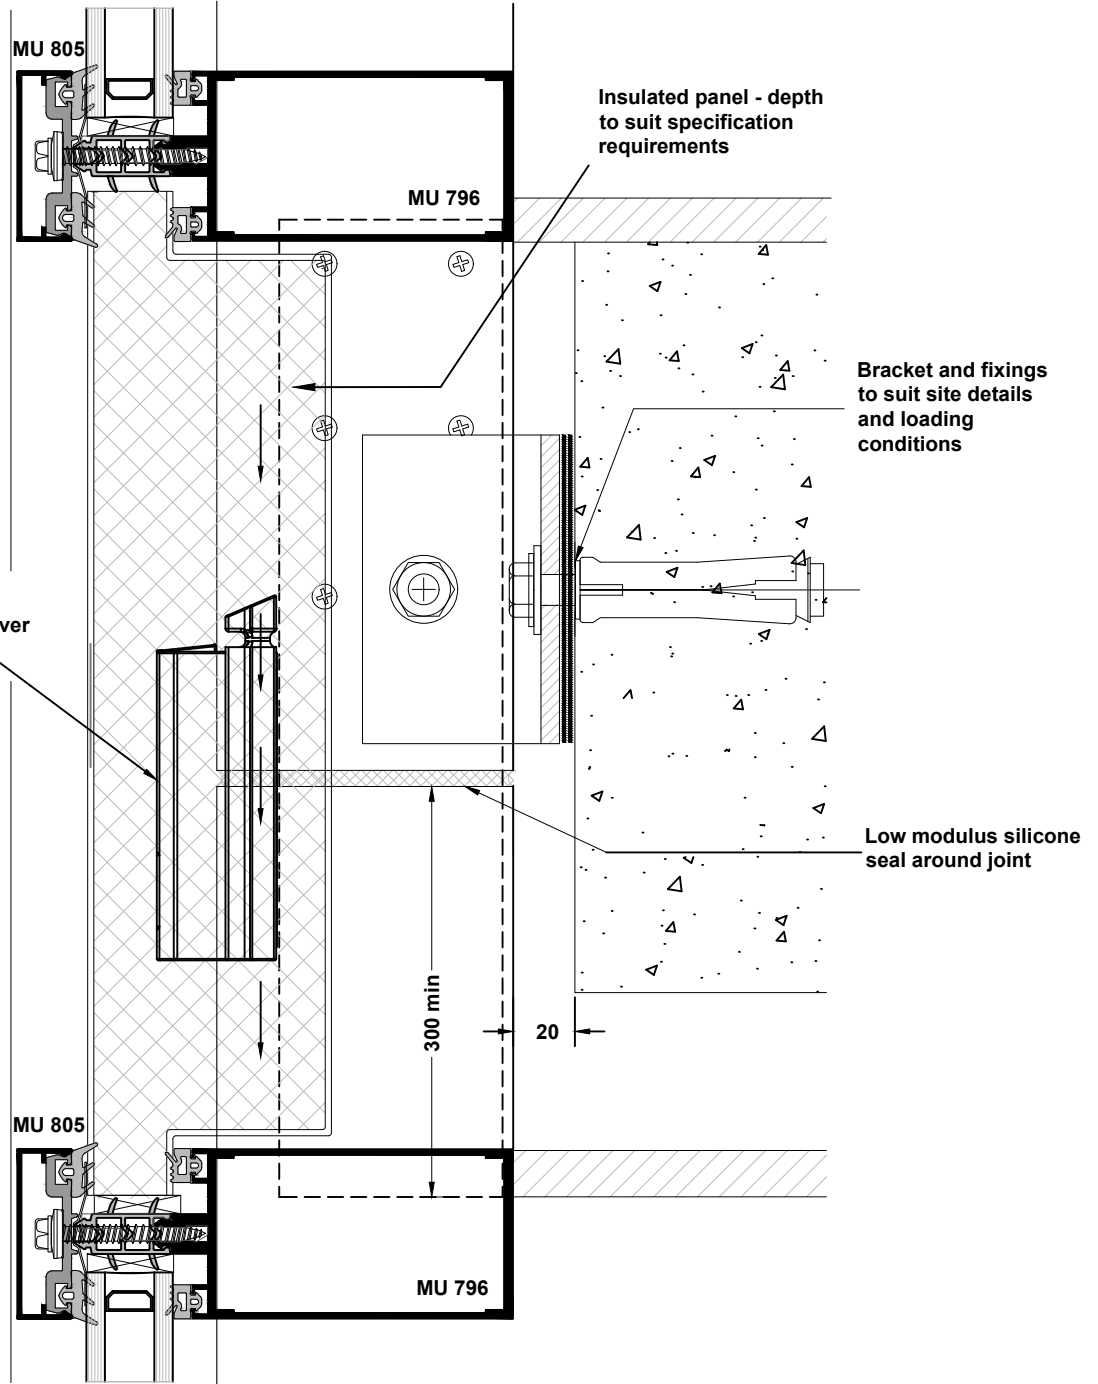 MU 805
Insulated panel - depth
to suit specification
requirements
MU 796
Bracket and fixings
to suit site details
and loading
conditions
ver
Low modulus silicone
seal around joint
300 min
20
MU 805
MU 796